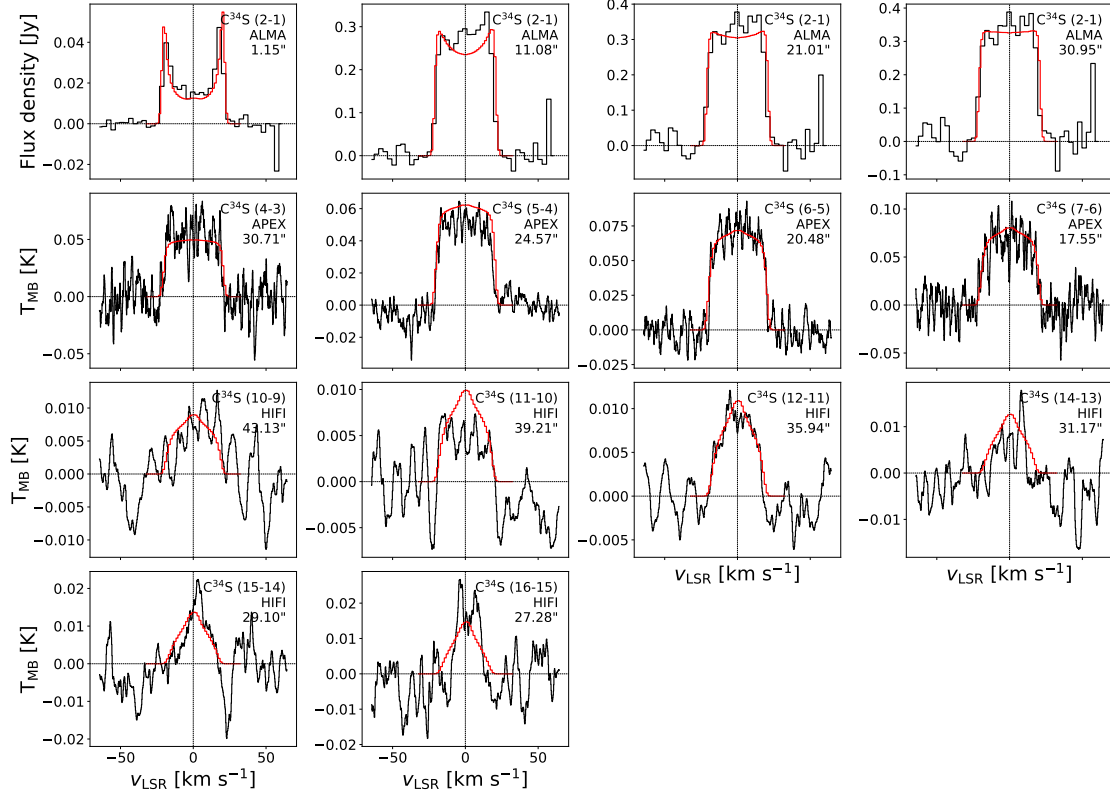 C³⁴S (2-1)
ALMA
1.15"
C³⁴S (2-1)
ALMA
11.08"
C³⁴S (2-1)
ALMA
21.01"
C³⁴S (2-1)
ALMA
30.95"
Flux density [Jy]
0.04
0.02
0.00
−0.02
0.3
0.2
0.1
0.0
0.4
0.3
0.2
0.1
0.0
0.4
0.3
0.2
0.1
0.0
−0.1
C³⁴S (4-3)
APEX
30.71"
C³⁴S (5-4)
APEX
24.57"
C³⁴S (6-5)
APEX
20.48"
C³⁴S (7-6)
APEX
17.55"
T_MB [K]
0.05
0.00
−0.05
0.06
0.04
0.02
0.00
−0.02
0.075
0.050
0.025
0.000
−0.025
0.10
0.05
0.00
−0.05
C³⁴S (10-9)
HIFI
43.13"
C³⁴S (11-10)
HIFI
39.21"
C³⁴S (12-11)
HIFI
35.94"
C³⁴S (14-13)
HIFI
31.17"
T_MB [K]
0.010
0.005
0.000
−0.005
−0.010
0.010
0.005
0.000
−0.005
0.010
0.005
0.000
−0.005
0.01
0.00
−0.01
v_LSR [km s⁻¹]
v_LSR [km s⁻¹]
C³⁴S (15-14)
HIFI
29.10"
C³⁴S (16-15)
HIFI
27.28"
T_MB [K]
0.02
0.01
0.00
−0.01
−0.02
0.02
0.01
0.00
−0.01
−0.02
−50
0
50
−50
0
50
v_LSR [km s⁻¹]
v_LSR [km s⁻¹]